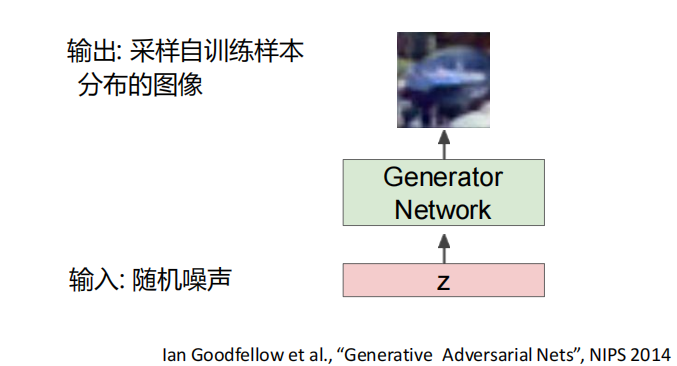 输出: 采样自训练样本
分布的图像
Generator
Network
输入: 随机噪声
z
Ian Goodfellow et al., “Generative Adversarial Nets”, NIPS 2014